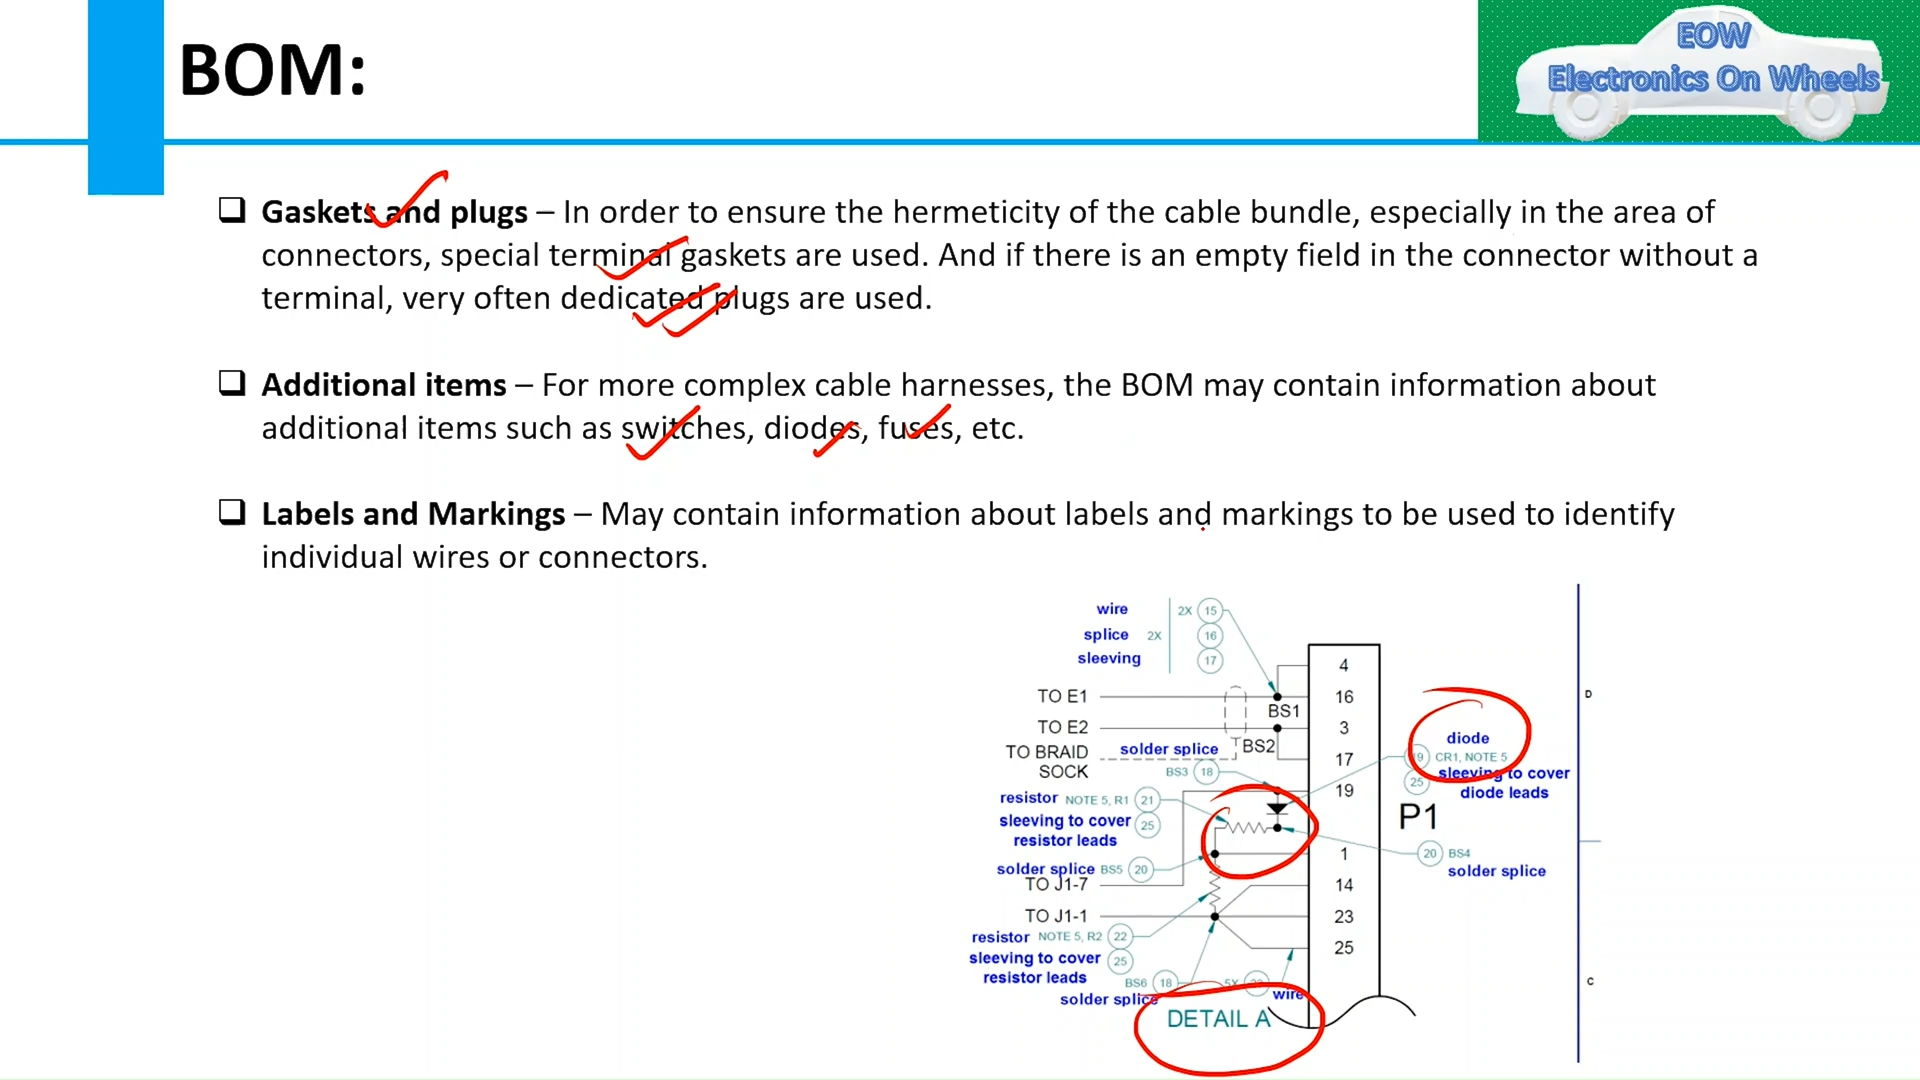 BOM:
EOW
Electronics On Wheels
❑ Gaskets and plugs – In order to ensure the hermeticity of the cable bundle, especially in the area of
connectors, special terminal gaskets are used. And if there is an empty field in the connector without a
terminal, very often dedicated plugs are used.
❑ Additional items – For more complex cable harnesses, the BOM may contain information about
additional items such as switches, diodes, fuses, etc.
❑ Labels and Markings – May contain information about labels and markings to be used to identify
individual wires or connectors.
wire 2X 15
splice 2X 16
sleeving 17
4
TO E1 16
BS1
TO E2 3
TO BRAID
SOCK
solder splice BS2
17
BS3 18
19
diode
19 CR1, NOTE 5
25 sleeving to cover
diode leads
D
resistor NOTE 5, R1 21
sleeving to cover 25
resistor leads
P1
1
20 BS4
solder splice
solder splice BS5 20
TO J1-7 14
TO J1-1 23
resistor NOTE 5, R2 22
25
sleeving to cover 25
resistor leads
BS6 18 5X
solder splice
wire
C
DETAIL A